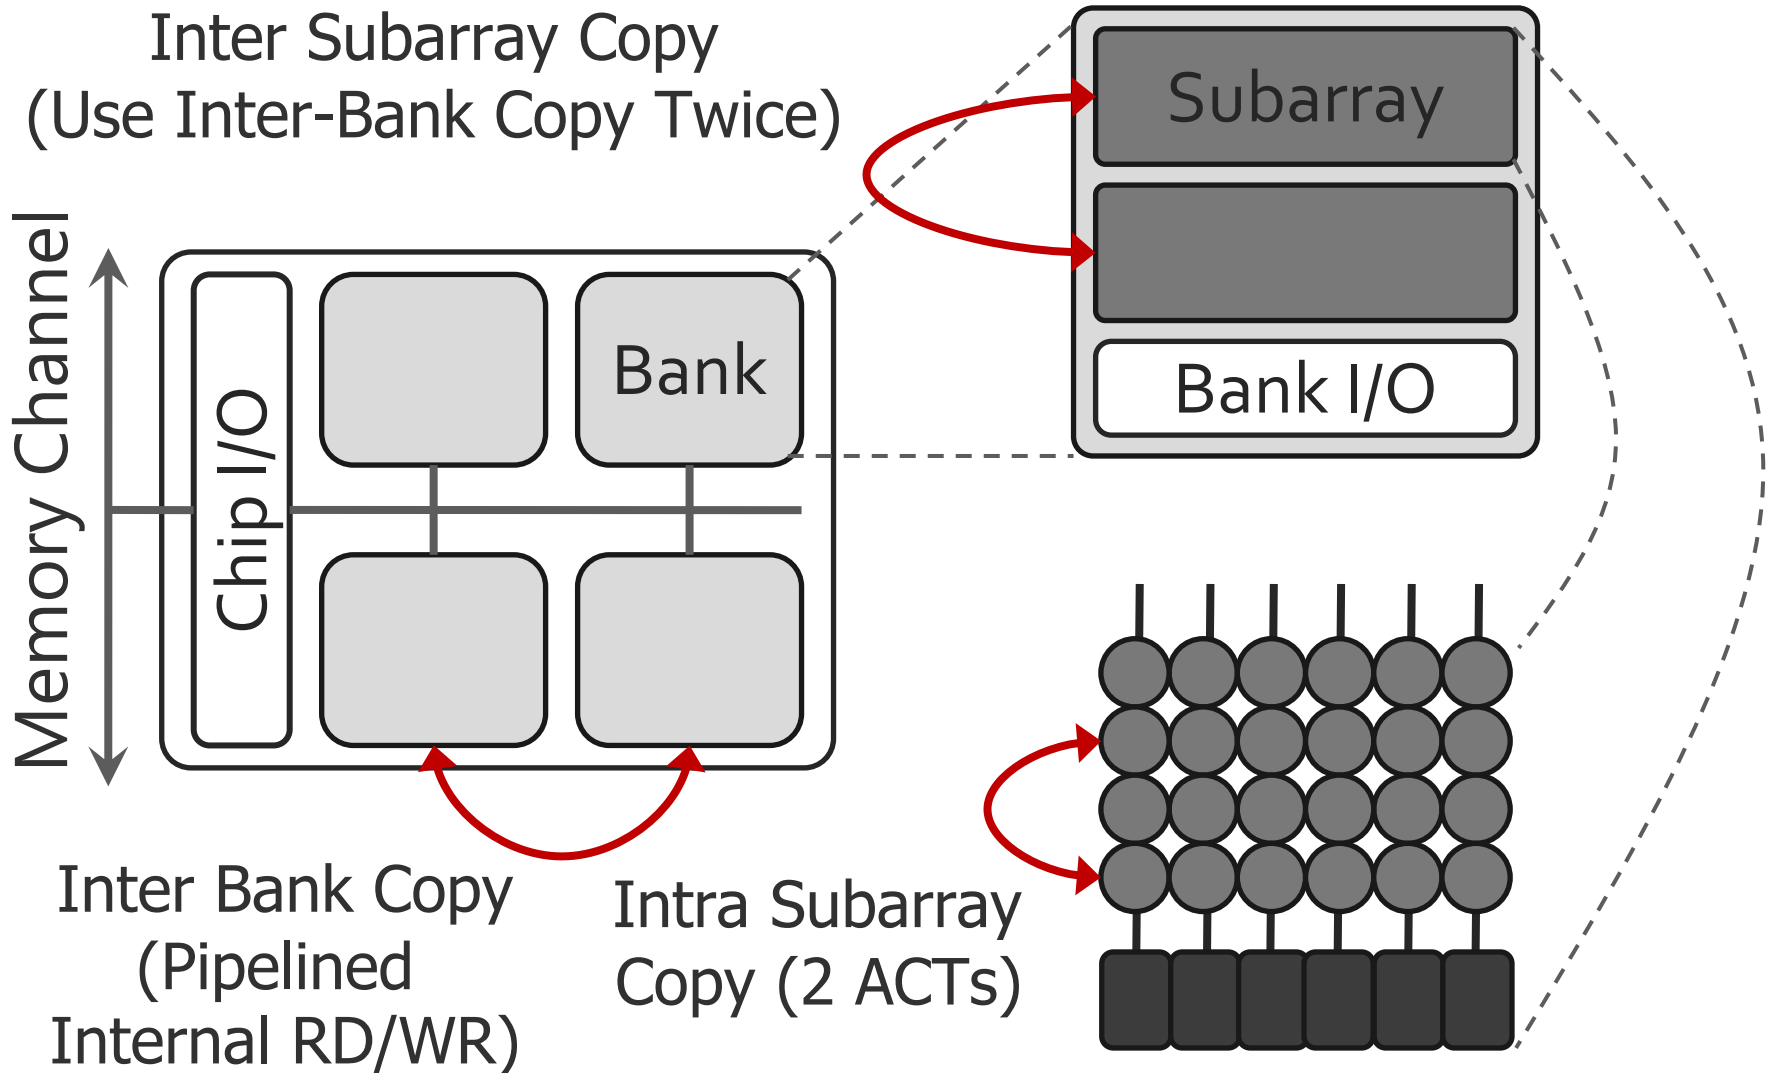 Inter Subarray Copy
(Use Inter-Bank Copy Twice)
Subarray
Bank I/O
Memory Channel
Chip I/O
Bank
Inter Bank Copy
(Pipelined
Internal RD/WR)
Intra Subarray
Copy (2 ACTs)